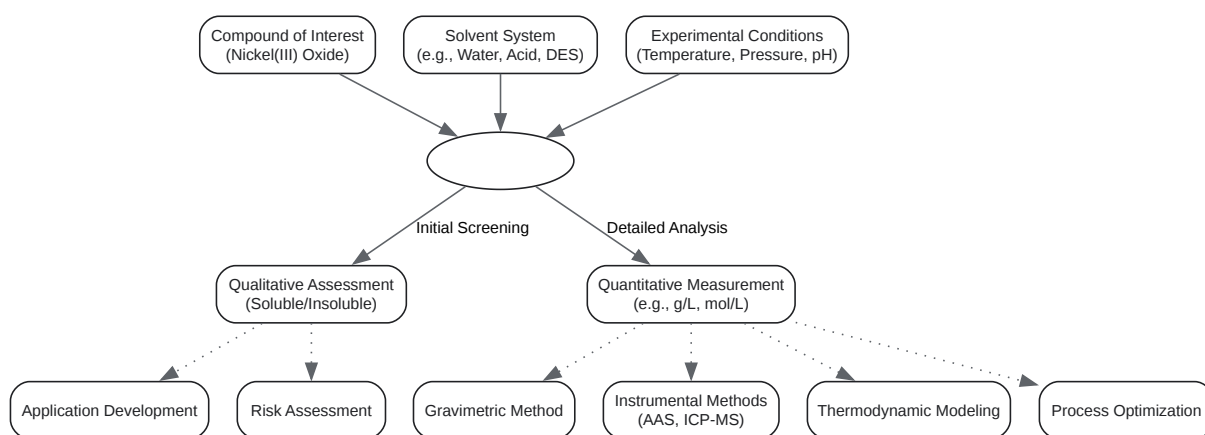 Compound of Interest
(Nickel(III) Oxide)
Solvent System
(e.g., Water, Acid, DES)
Experimental Conditions
(Temperature, Pressure, pH)
Initial Screening
Detailed Analysis
Qualitative Assessment
(Soluble/Insoluble)
Quantitative Measurement
(e.g., g/L, mol/L)
Application Development
Risk Assessment
Gravimetric Method
Instrumental Methods
(AAS, ICP-MS)
Thermodynamic Modeling
Process Optimization